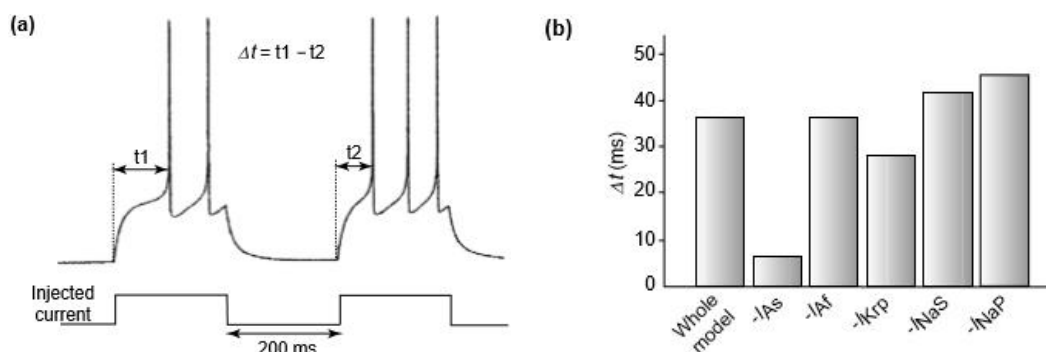 (a)
Δt = t1 – t2
t1
t2
Injected
current
200 ms
(b)
Δt (ms)
50
40
30
20
10
0
Whole
model
-IAs
-IAf
-IKrp
-INaS
-INaP